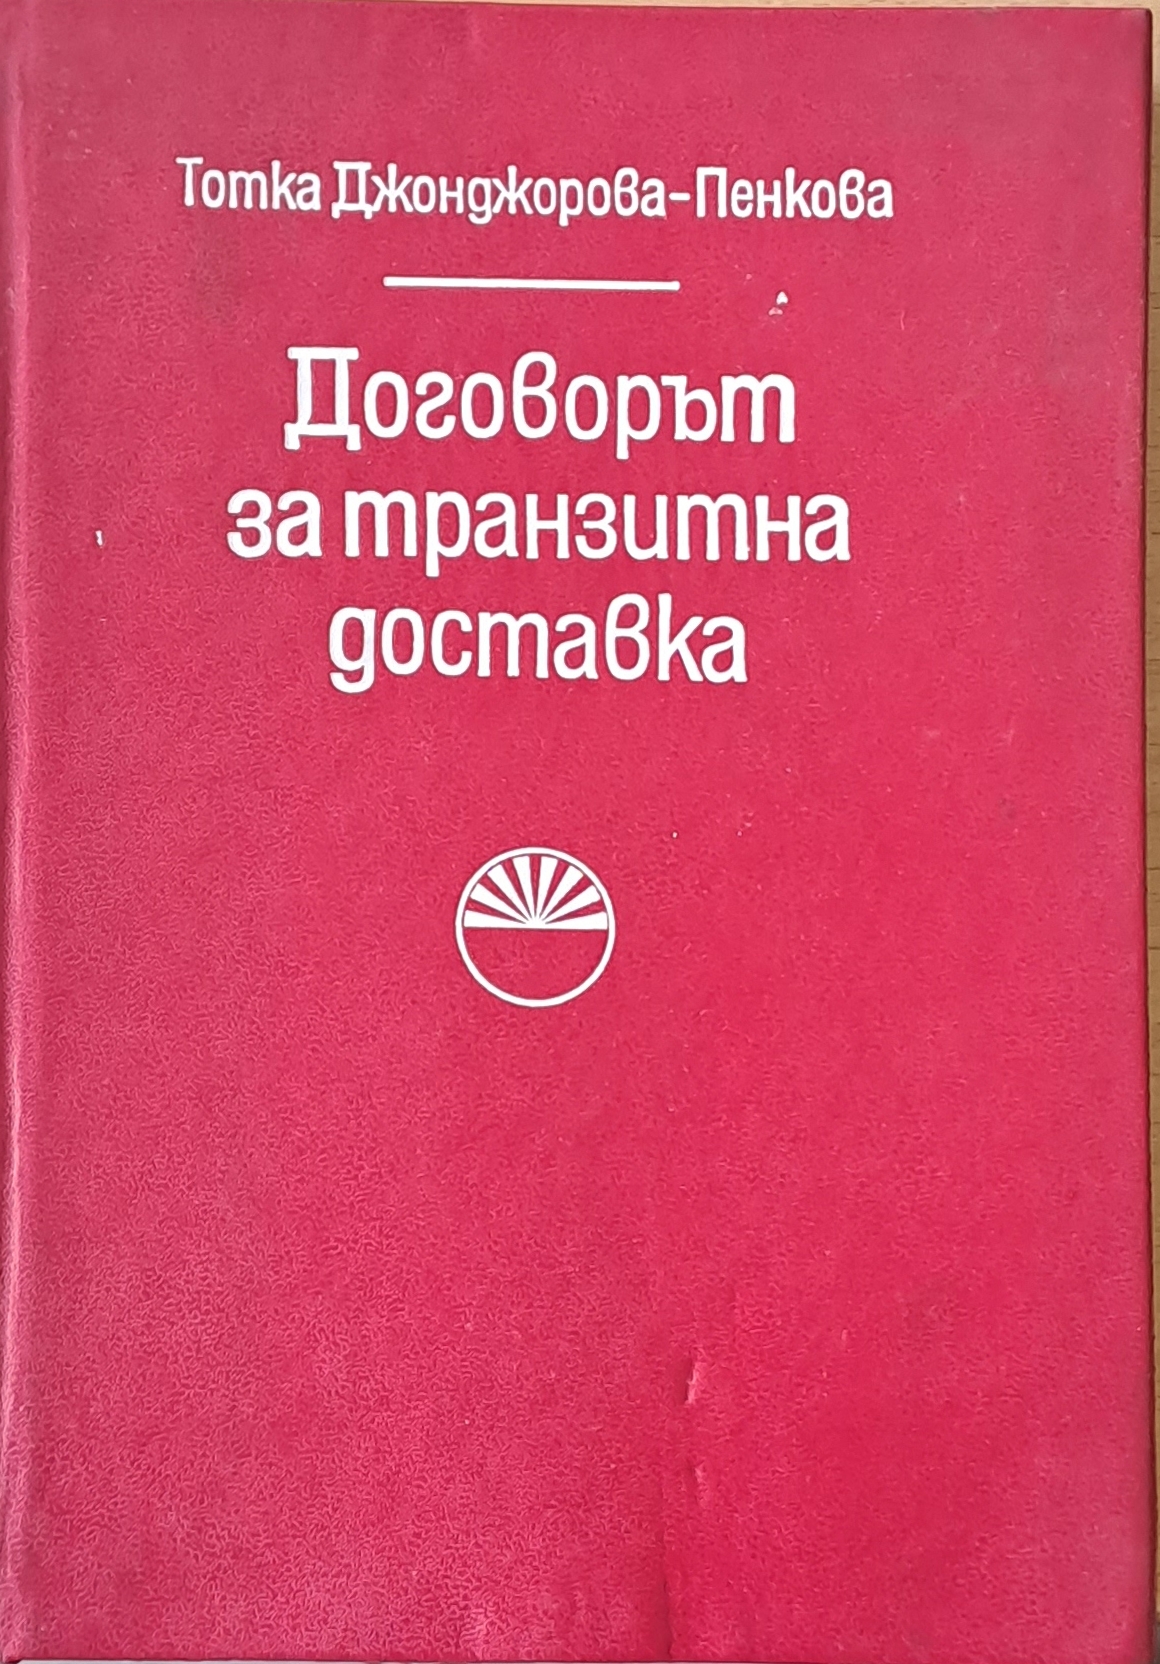 Тотка Джонджорова-Пенкова
Договорът
за транзитна
доставка